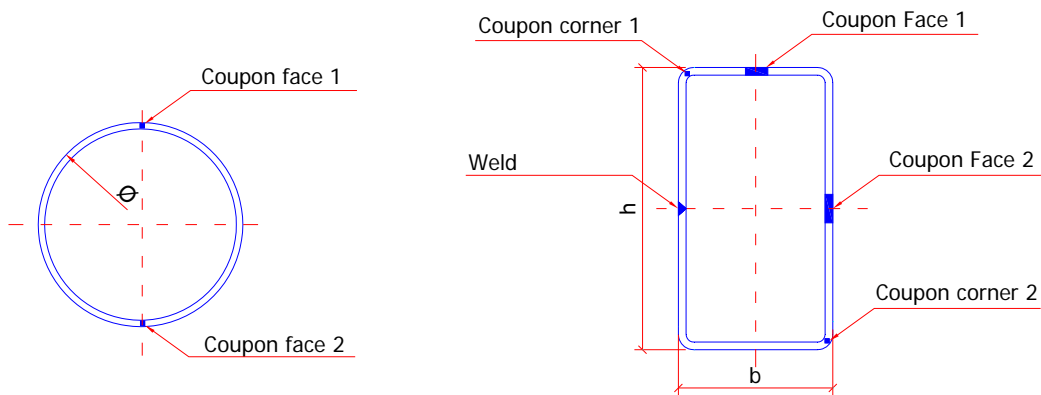 Coupon face 1
Ø
Coupon face 2
Coupon corner 1
Coupon Face 1
Weld
Coupon Face 2
h
Coupon corner 2
b